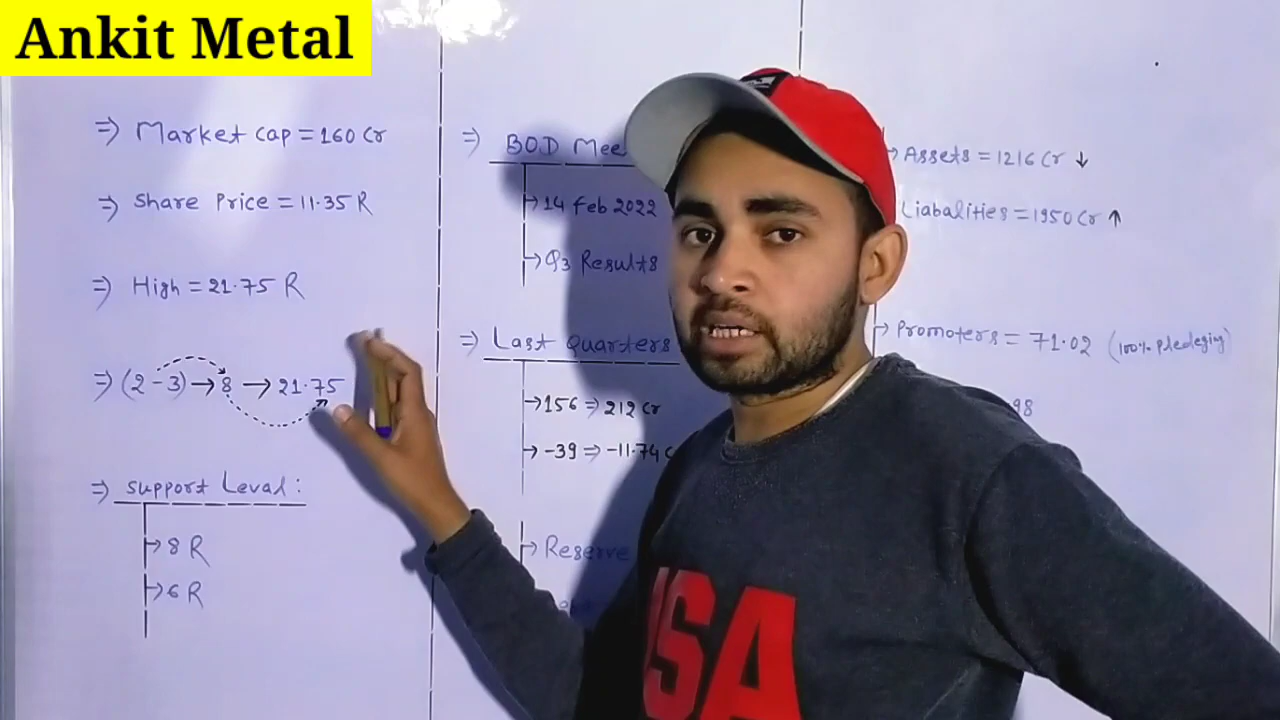 Ankit Metal
⇒ Market Cap = 160 Cr
⇒ Share Price = 11.35 R
⇒ High = 21.75 R
⇒ (2-3) → 8 → 21.75
⇒ Support Leval:
→ 8 R
→ 6 R
⇒ BOD Mee
→ 14 Feb 2022
→ Q3 Results
⇒ Last Quarters
→ 156 ⇒ 212 Cr
→ -39 ⇒ -11.74 C
→ Reserve
→ Assets = 1216 Cr ↓
Liabalities = 1950 Cr ↑
→ Promoters = 71.02 (100% pledeging)
98
USA